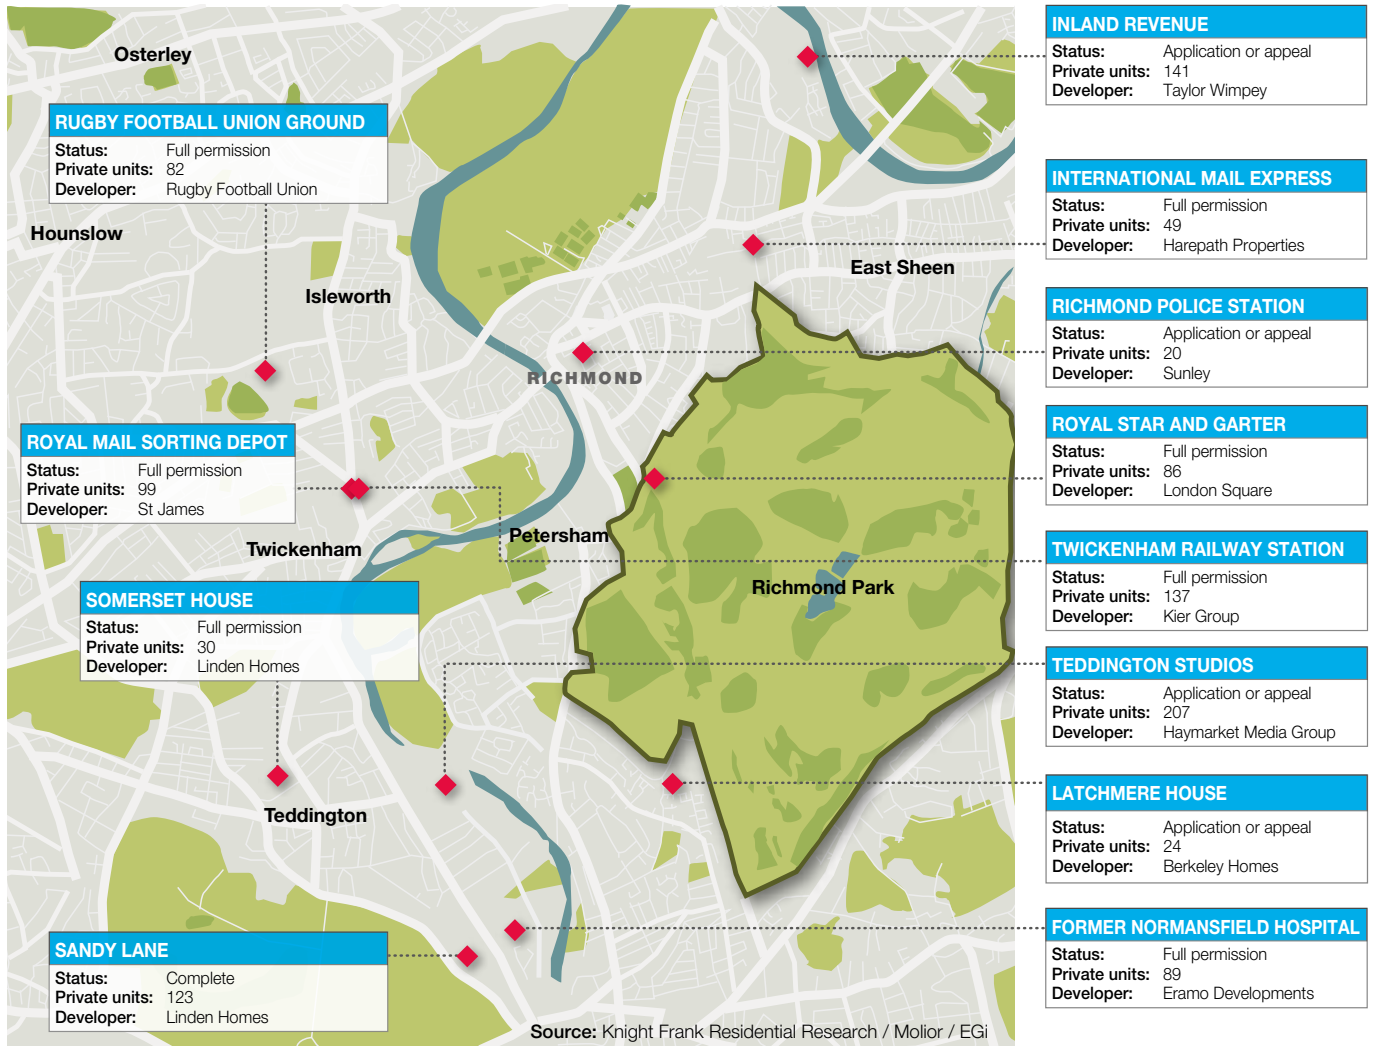 Osterley
RUGBY FOOTBALL UNION GROUND
Status: Full permission
Private units: 82
Developer: Rugby Football Union
Hounslow
Isleworth
ROYAL MAIL SORTING DEPOT
Status: Full permission
Private units: 99
Developer: St James
Twickenham
SOMERSET HOUSE
Status: Full permission
Private units: 30
Developer: Linden Homes
Teddington
SANDY LANE
Status: Complete
Private units: 123
Developer: Linden Homes
East Sheen
RICHMOND
Petersham
Richmond Park
INLAND REVENUE
Status: Application or appeal
Private units: 141
Developer: Taylor Wimpey
INTERNATIONAL MAIL EXPRESS
Status: Full permission
Private units: 49
Developer: Harepath Properties
RICHMOND POLICE STATION
Status: Application or appeal
Private units: 20
Developer: Sunley
ROYAL STAR AND GARTER
Status: Full permission
Private units: 86
Developer: London Square
TWICKENHAM RAILWAY STATION
Status: Full permission
Private units: 137
Developer: Kier Group
TEDDINGTON STUDIOS
Status: Application or appeal
Private units: 207
Developer: Haymarket Media Group
LATCHMERE HOUSE
Status: Application or appeal
Private units: 24
Developer: Berkeley Homes
FORMER NORMANSFIELD HOSPITAL
Status: Full permission
Private units: 89
Developer: Eramo Developments
Source: Knight Frank Residential Research / Molior / EGi